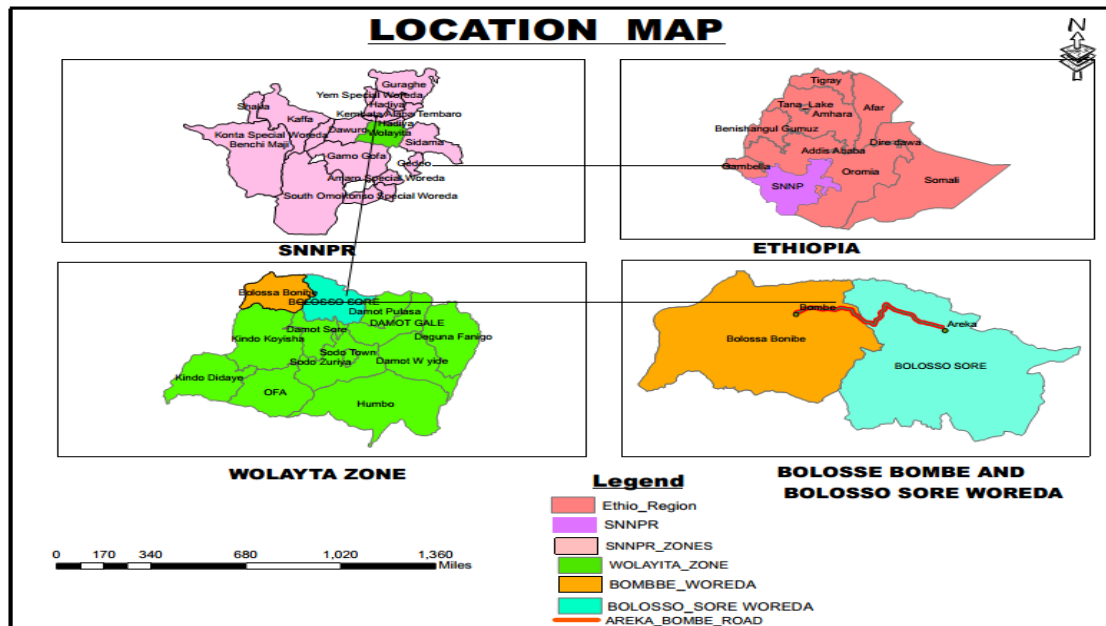 LOCATION MAP
N
Guraghe
Yem Special Woreda
Hadiya
Shaka
Kaffa
Kembata Alaba Tembaro
Hadiya
Konta Special Woreda
Dawuro
Wolayita
Sidama
Benchi Maji
Gamo Gofa
Gedeo
Amaro Special Woreda
South Omo
Konso Special Woreda
SNNPR
Tigray
Tana_Lake
Afar
Amhara
Benishangul Gumuz
Dire dawa
Addis Ababa
Gambella
Oromia
SNNP
Somali
ETHIOPIA
Bolossa Bonibe
BOLOSSO SORE
Damot Pulasa
Damot Sore
DAMOT GALE
Kindo Koyisha
Deguna Fanigo
Sodo Town
Sodo Zuriya
Damot W yide
Kindo Didaye
OFA
Humbo
WOLAYTA ZONE
Bombe
Areka
Bolossa Bonibe
BOLOSSO SORE
BOLOSSE BOMBE AND
BOLOSSO SORE WOREDA
Legend
Ethio_Region
SNNPR
SNNPR_ZONES
WOLAYITA_ZONE
BOMBBE_WOREDA
BOLOSSO_SORE WOREDA
AREKA_BOMBE_ROAD
0 170 340 680 1,020 1,360
Miles